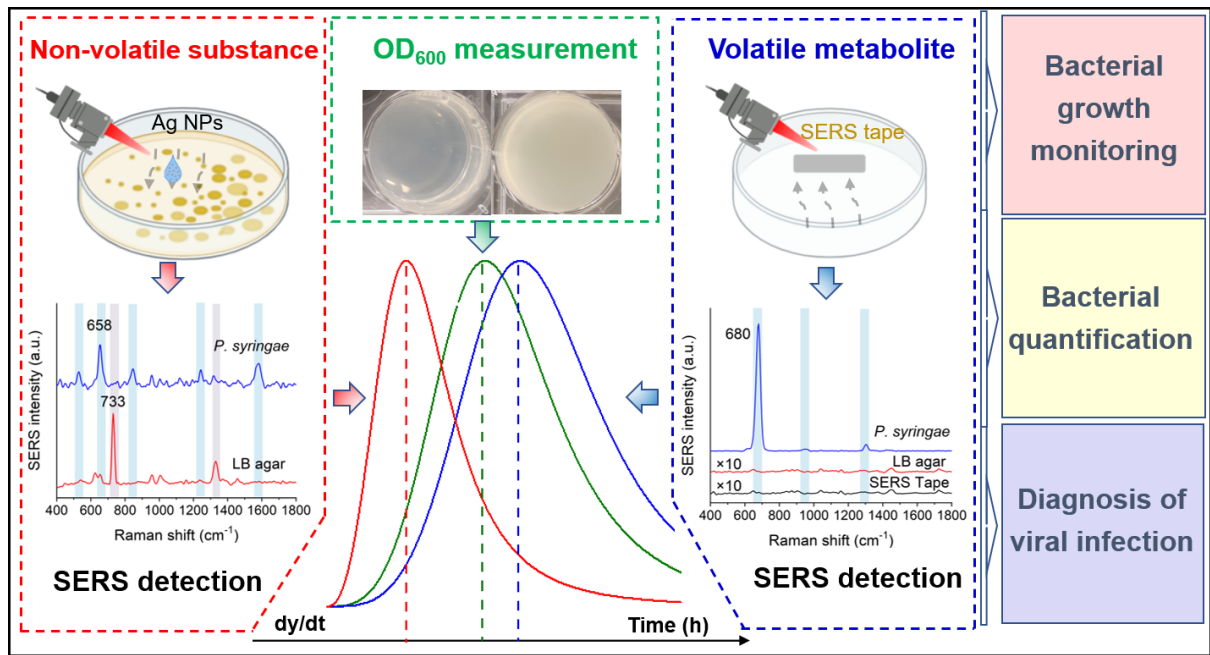 Non-volatile substance
Ag NPs
658
P. syringae
733
LB agar
SERS intensity (a.u.)
400 600 800 1000 1200 1400 1600 1800
Raman shift (cm⁻¹)
SERS detection
OD₆₀₀ measurement
dy/dt
Time (h)
Volatile metabolite
SERS tape
680
P. syringae
×10
LB agar
×10
SERS Tape
SERS intensity (a.u.)
400 600 800 1000 1200 1400 1600 1800
Raman shift (cm⁻¹)
SERS detection
Bacterial
growth
monitoring
Bacterial
quantification
Diagnosis of
viral infection